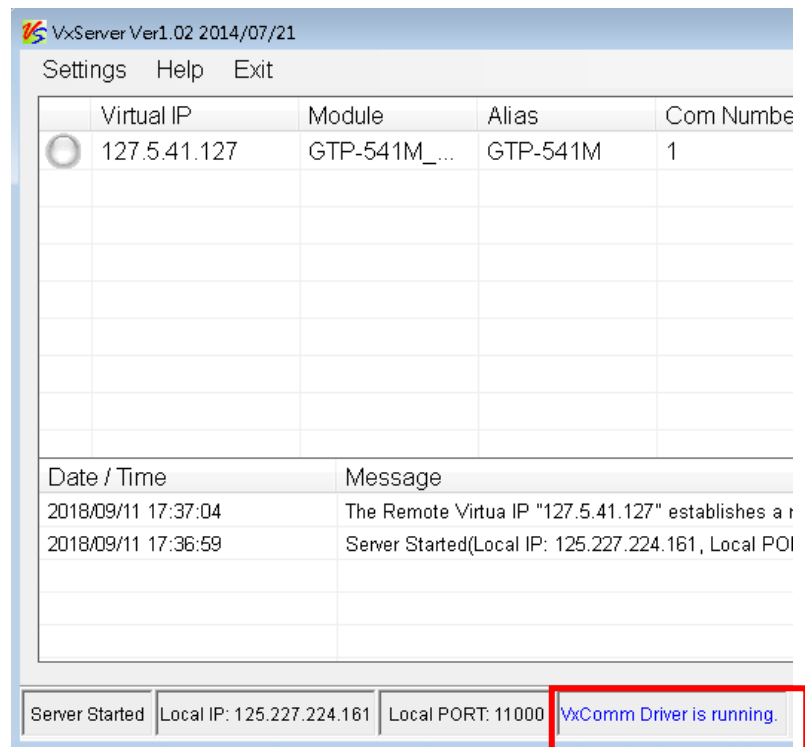 VxServer Ver1.02 2014/07/21
Settings Help Exit
Virtual IP Module Alias Com Numbe
127.5.41.127 GTP-541M_... GTP-541M 1
Date / Time Message
2018/09/11 17:37:04 The Remote Virtua IP "127.5.41.127" establishes a
2018/09/11 17:36:59 Server Started(Local IP: 125.227.224.161, Local PO
Server Started Local IP: 125.227.224.161 Local PORT: 11000 VxComm Driver is running.